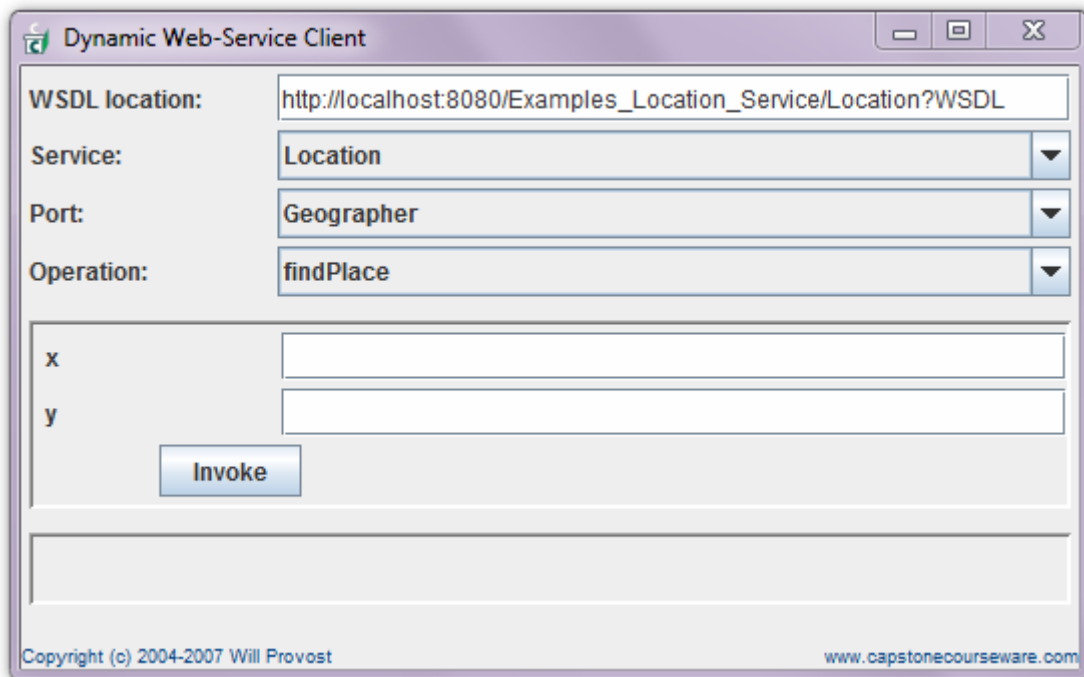 Dynamic Web-Service Client
WSDL location: http://localhost:8080/Examples_Location_Service/Location?WSDL
Service: Location
Port: Geographer
Operation: findPlace
x
y
Invoke
Copyright (c) 2004-2007 Will Provost www.capstonecourseware.com